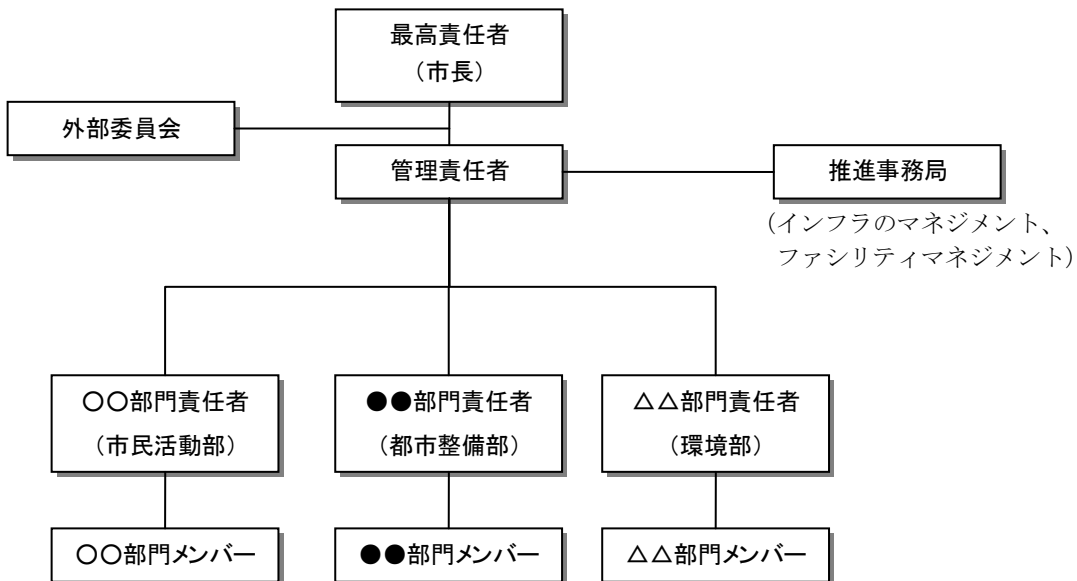 最高責任者
（市長）
外部委員会
管理責任者
推進事務局
（インフラのマネジメント、
ファシリティマネジメント）
○○部門責任者
（市民活動部）
●●部門責任者
（都市整備部）
△△部門責任者
（環境部）
○○部門メンバー
●●部門メンバー
△△部門メンバー